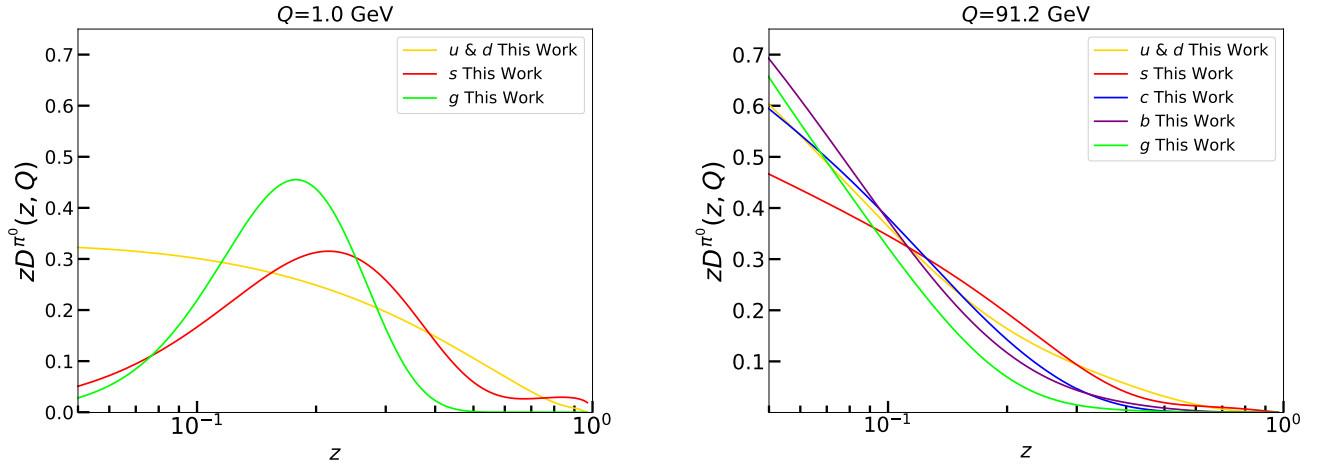 Q=1.0 GeV
zD^{π^0}(z, Q)
0.7
0.6
0.5
0.4
0.3
0.2
0.1
0.0
u & d This Work
s This Work
g This Work
10^{-1}
10^0
z
Q=91.2 GeV
zD^{π^0}(z, Q)
0.7
0.6
0.5
0.4
0.3
0.2
0.1
u & d This Work
s This Work
c This Work
b This Work
g This Work
10^{-1}
10^0
z